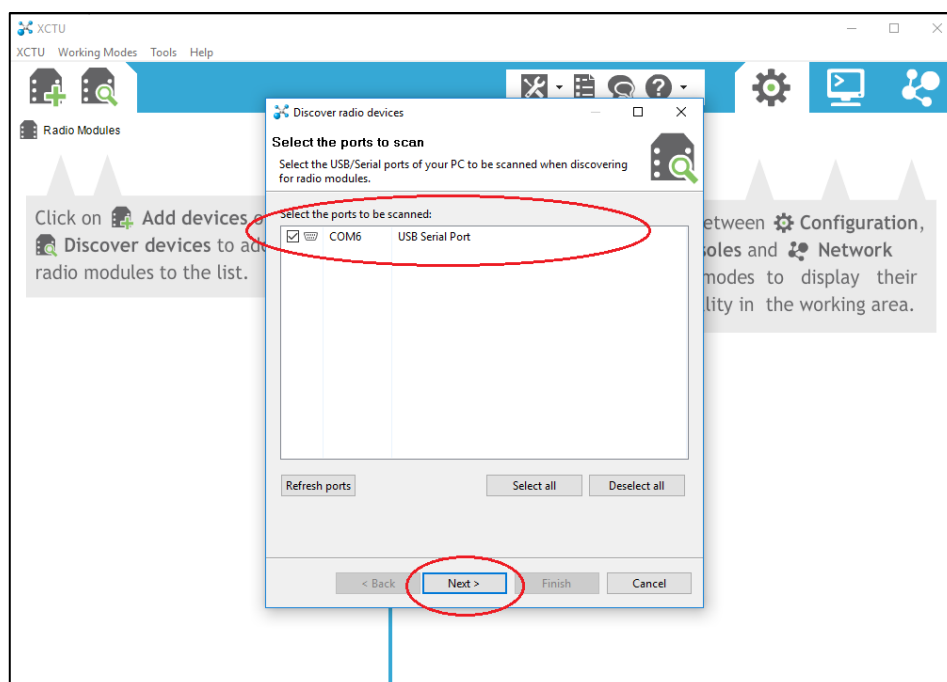 XCTU
XCTU Working Modes Tools Help
Radio Modules
Click on Add devices o
Discover devices to add
radio modules to the list.
etween Configuration,
soles and Network
modes to display their
lity in the working area.
Discover radio devices
Select the ports to scan
Select the USB/Serial ports of your PC to be scanned when discovering
for radio modules.
Select the ports to be scanned:
COM6 USB Serial Port
Refresh ports Select all Deselect all
< Back Next > Finish Cancel